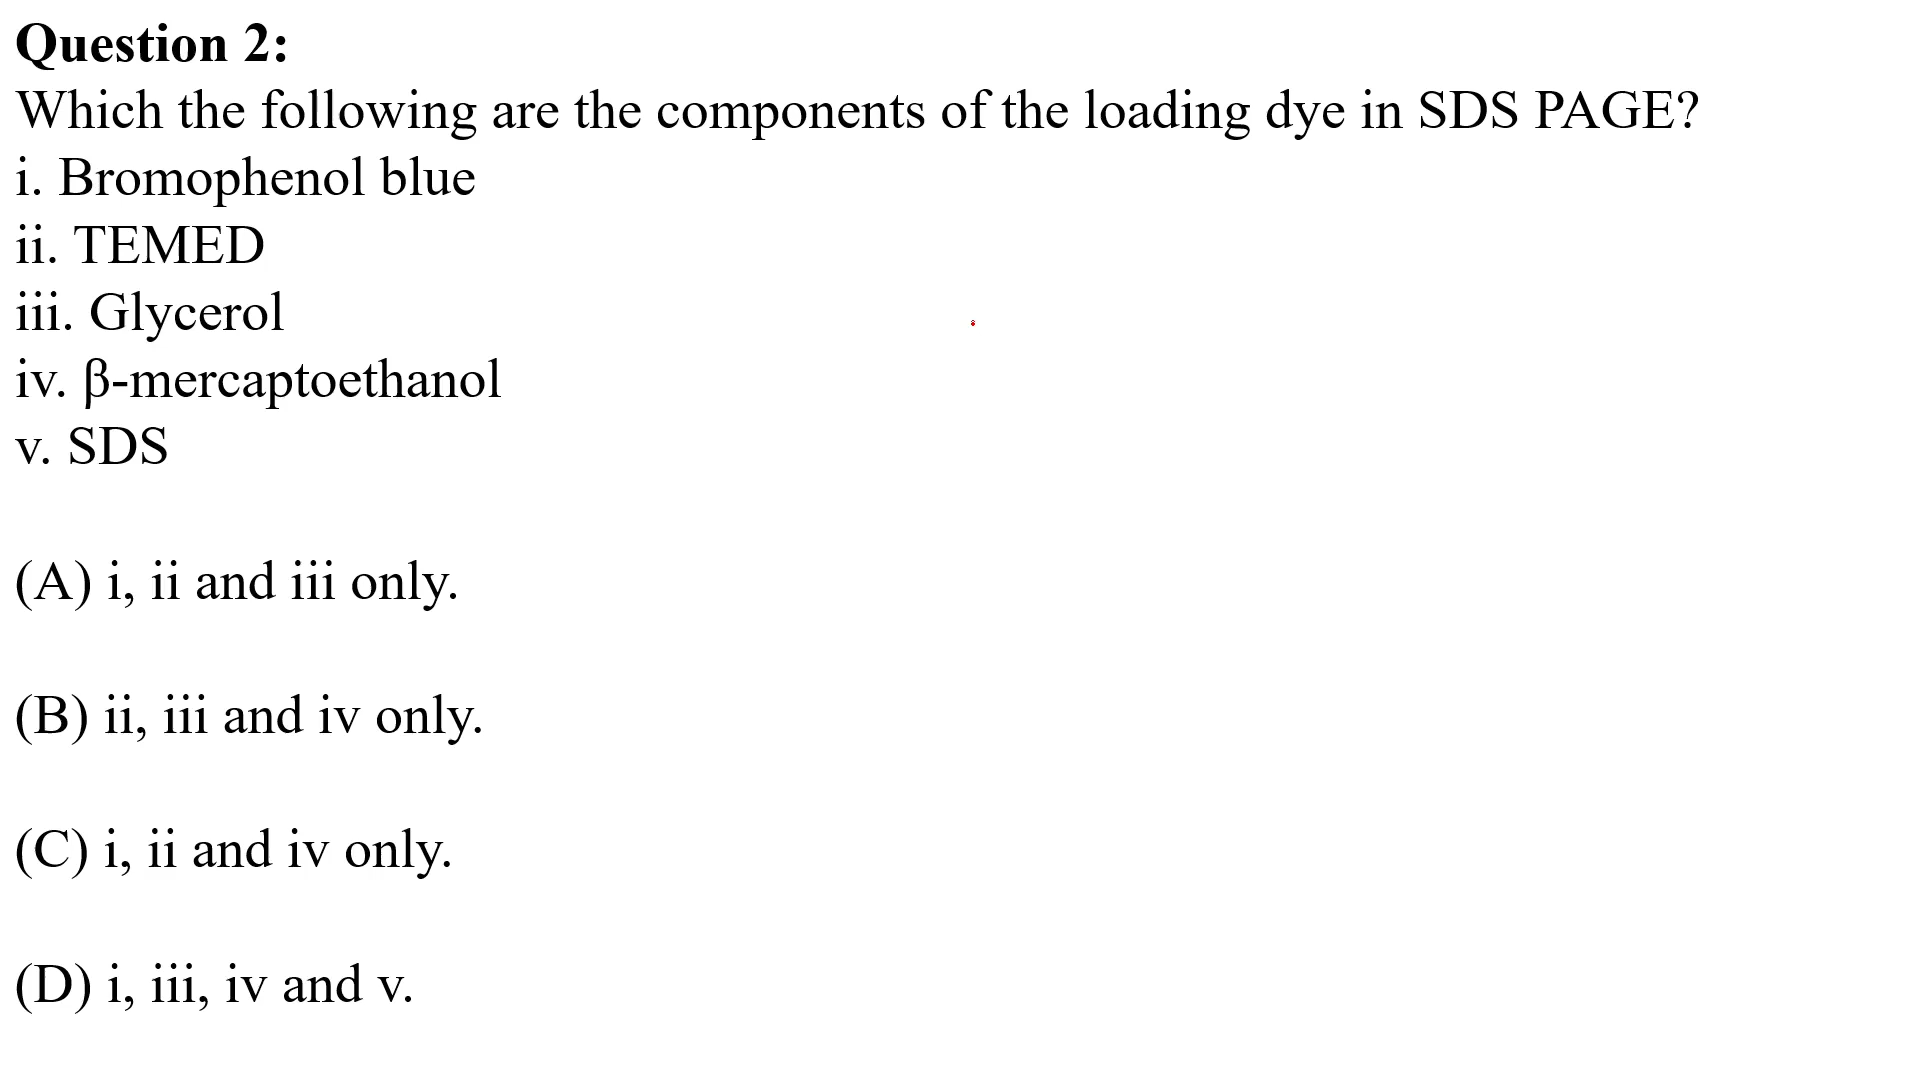 Question 2:
Which the following are the components of the loading dye in SDS PAGE?
i. Bromophenol blue
ii. TEMED
iii. Glycerol
iv. β-mercaptoethanol
v. SDS
(A) i, ii and iii only.
(B) ii, iii and iv only.
(C) i, ii and iv only.
(D) i, iii, iv and v.